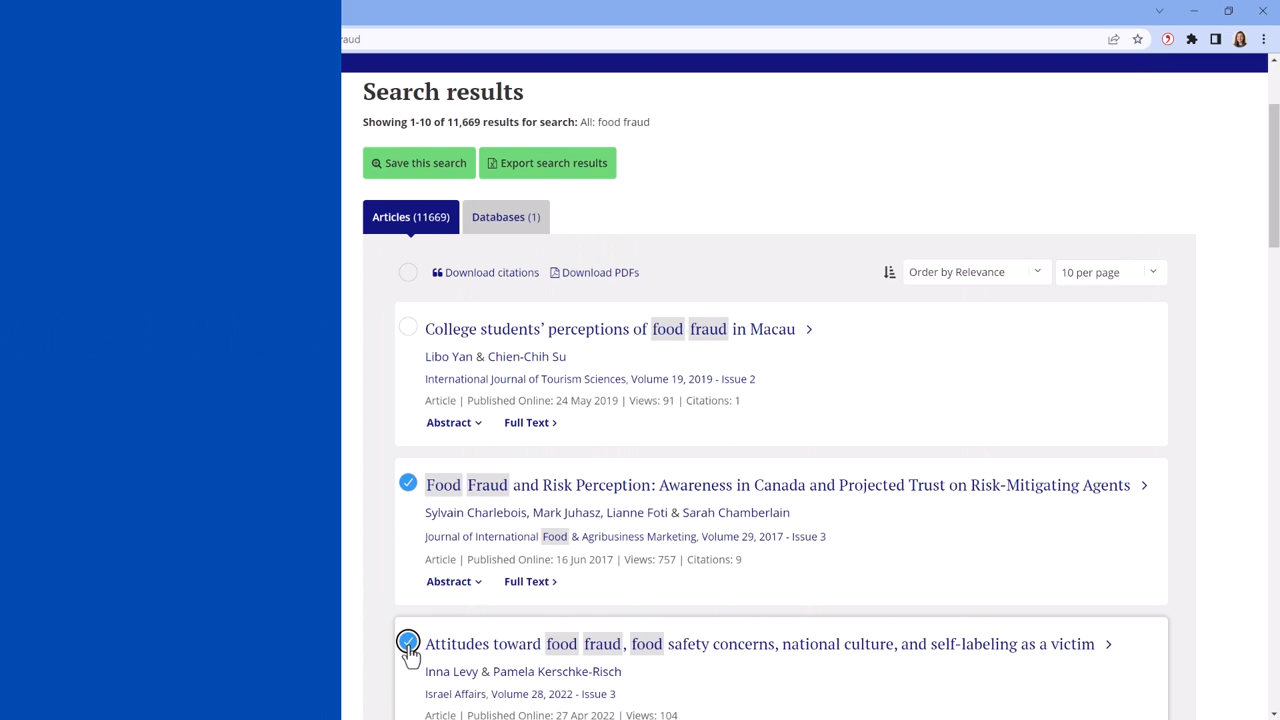 raud
Search results
Showing 1-10 of 11,669 results for search: All: food fraud
Save this search Export search results
Articles (11669) Databases (1)
Download citations Download PDFs Order by Relevance 10 per page
College students’ perceptions of food fraud in Macau
Libo Yan & Chien-Chih Su
International Journal of Tourism Sciences, Volume 19, 2019 - Issue 2
Article | Published Online: 24 May 2019 | Views: 91 | Citations: 1
Abstract Full Text
Food Fraud and Risk Perception: Awareness in Canada and Projected Trust on Risk-Mitigating Agents
Sylvain Charlebois, Mark Juhasz, Lianne Foti & Sarah Chamberlain
Journal of International Food & Agribusiness Marketing, Volume 29, 2017 - Issue 3
Article | Published Online: 16 Jun 2017 | Views: 757 | Citations: 9
Abstract Full Text
Attitudes toward food fraud, food safety concerns, national culture, and self-labeling as a victim
Inna Levy & Pamela Kerschke-Risch
Israel Affairs, Volume 28, 2022 - Issue 3
Article | Published Online: 27 Apr 2022 | Views: 104